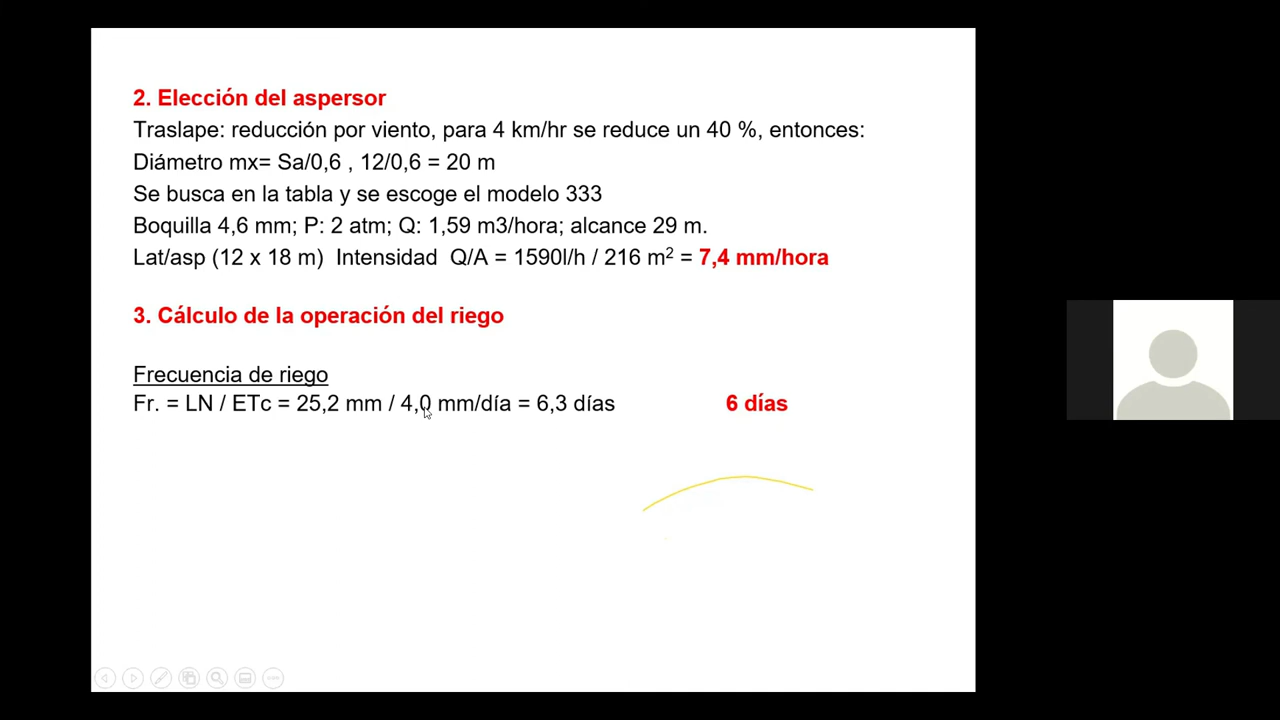 2. Elección del aspersor
Traslape: reducción por viento, para 4 km/hr se reduce un 40 %, entonces:
Diámetro mx= Sa/0,6 , 12/0,6 = 20 m
Se busca en la tabla y se escoge el modelo 333
Boquilla 4,6 mm; P: 2 atm; Q: 1,59 m3/hora; alcance 29 m.
Lat/asp (12 x 18 m) Intensidad Q/A = 1590l/h / 216 m² = 7,4 mm/hora
3. Cálculo de la operación del riego
Frecuencia de riego
Fr. = LN / ETc = 25,2 mm / 4,0 mm/día = 6,3 días 6 días